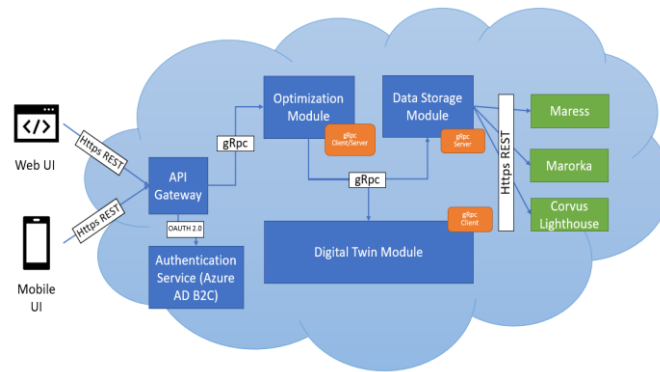 Web UI
Mobile
UI
Https REST
Https REST
API
Gateway
OAUTH 2.0
Authentication
Service (Azure
AD B2C)
gRpc
Optimization
Module
gRpc
Client/Server
gRpc
Data Storage
Module
gRpc
Server
Digital Twin Module
gRpc
Client
Https REST
Maress
Marorka
Corvus
Lighthouse